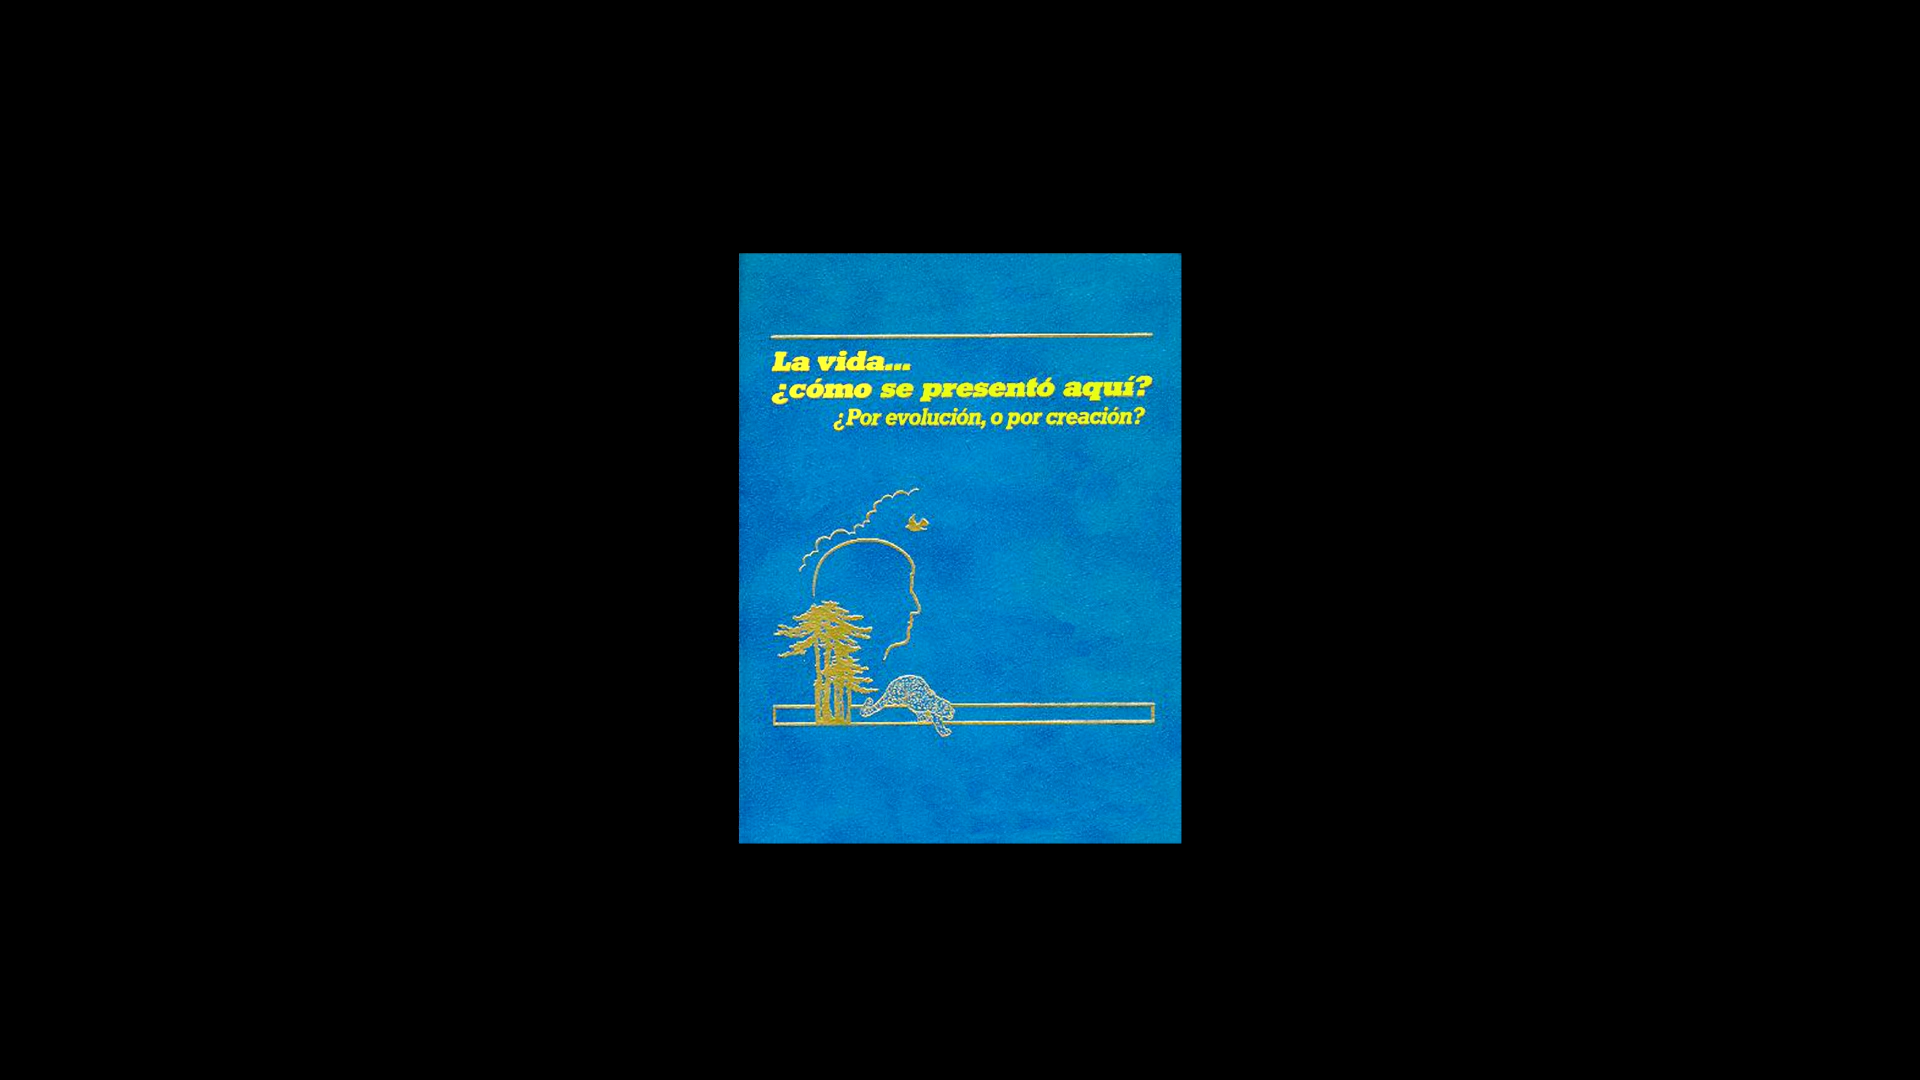 La vida...
¿cómo se presentó aquí?
¿Por evolución, o por creación?